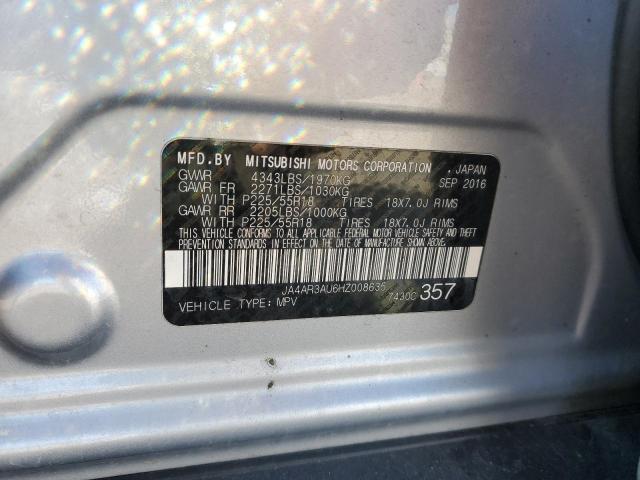 MFD.BY MITSUBISHI MOTORS CORPORATION , JAPAN
GVWR 4343LBS/1970KG SEP 2016
GAWR FR 2271LBS/1030KG
WITH P225/55R18 TIRES 18X7.0J RIMS
GAWR RR 2205LBS/1000KG
WITH P225/55R18 TIRES 18X7.0J RIMS
THIS VEHICLE CONFORMS TO ALL APPLICABLE FEDERAL MOTOR VEHICLE SAFETY AND THEFT
PREVENTION STANDARDS IN EFFECT ON THE DATE OF MANUFACTURE SHOWN ABOVE.
JA4AR3AU6HZ008635
VEHICLE TYPE: MPV 7430C 357